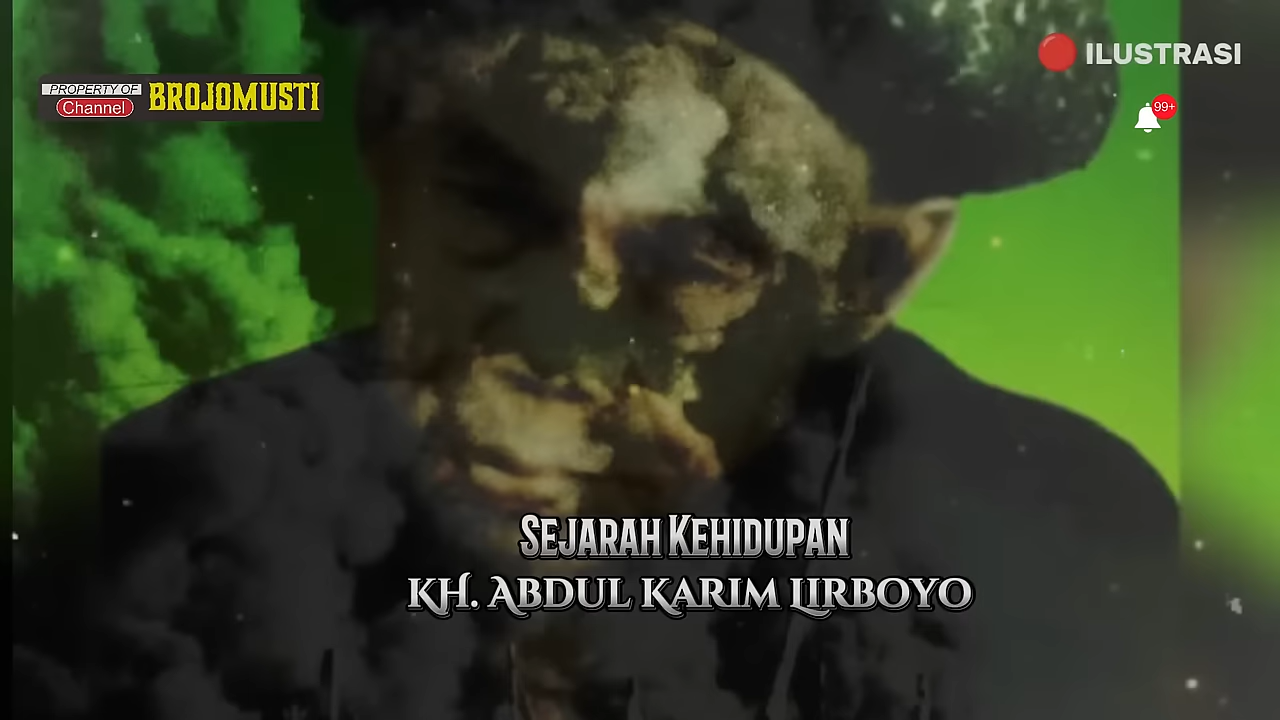 PROPERTY OF
Channel
BROJOMUSTI
ILUSTRASI
99+
SEJARAH KEHIDUPAN
KH. ABDUL KARIM LIRBOYO